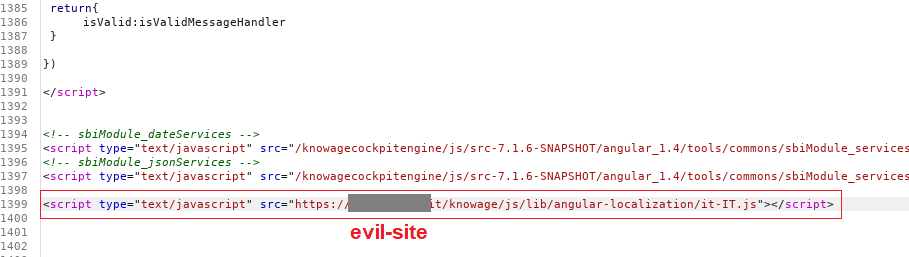 1385 return{
1386 isValid:isValidMessageHandler
1387 }
1388
1389 })
1390
1391 </script>
1392
1393
1394 <!-- sbiModule_dateServices -->
1395 <script type="text/javascript" src="/knowagecockpitengine/js/src-7.1.6-SNAPSHOT/angular_1.4/tools/commons/sbiModule_services
1396 <!-- sbiModule_jsonServices -->
1397 <script type="text/javascript" src="/knowagecockpitengine/js/src-7.1.6-SNAPSHOT/angular_1.4/tools/commons/sbiModule_services
1398
1399 <script type="text/javascript" src="https:// it/knowage/js/lib/angular-localization/it-IT.js"></script>
1400
1401 evil-site
1402